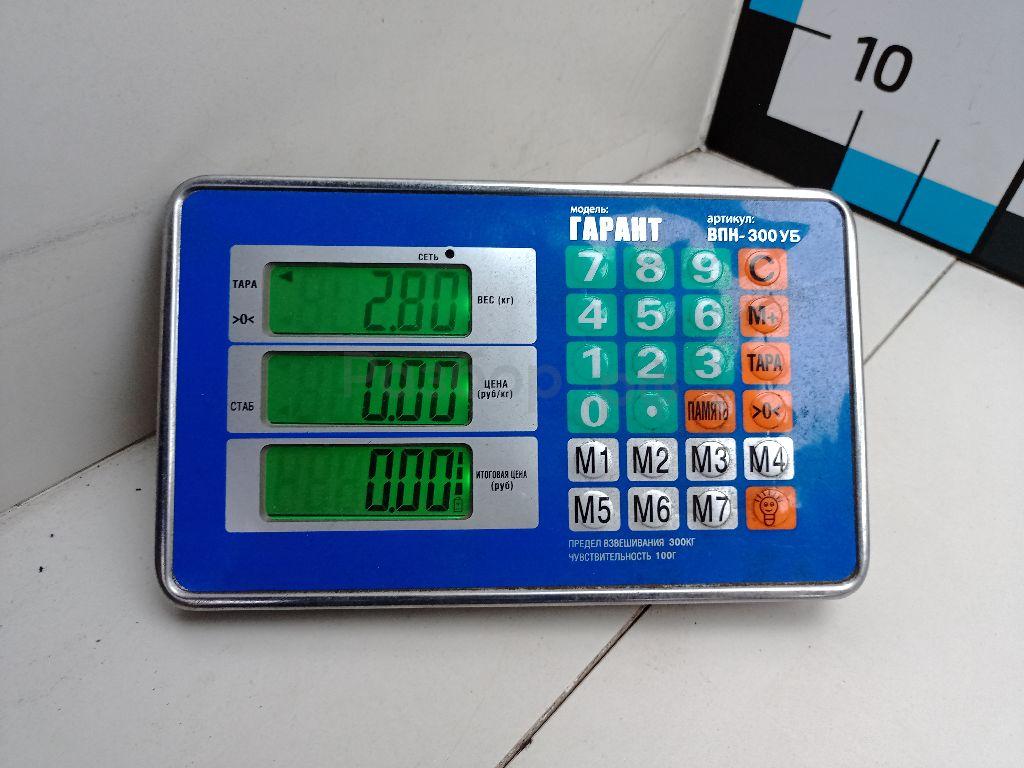 10
модель:
ГАРАНТ
артикул:
ВПН-300УБ
СЕТЬ
ТАРА
>0<
2.80
ВЕС (кг)
СТАБ
0.00
ЦЕНА
(руб/кг)
0.00
ИТОГОВАЯ ЦЕНА
(руб)
7 8 9 C
4 5 6 M+
1 2 3 ТАРА
0 . ПАМЯТЬ >0<
M1 M2 M3 M4
M5 M6 M7
ПРЕДЕЛ ВЗВЕШИВАНИЯ 300КГ
ЧУВСТВИТЕЛЬНОСТЬ 100Г